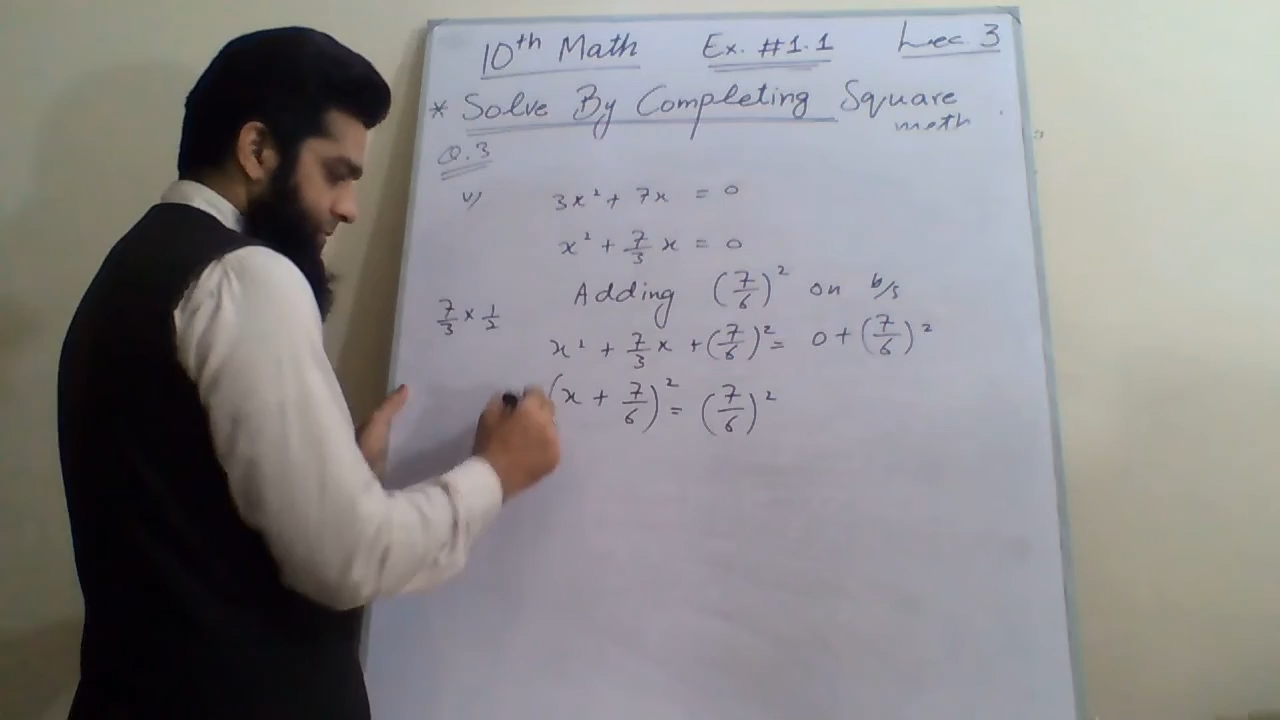 10th Math Ex. #1.1 Lec 3
* Solve By Completing Square
meth
Q.3
v) 3x² + 7x = 0
x² + 7/3 x = 0
Adding (7/6)² on b/s
7/3 × 1/2
x² + 7/3 x + (7/6)² = 0 + (7/6)²
(x + 7/6)² = (7/6)²